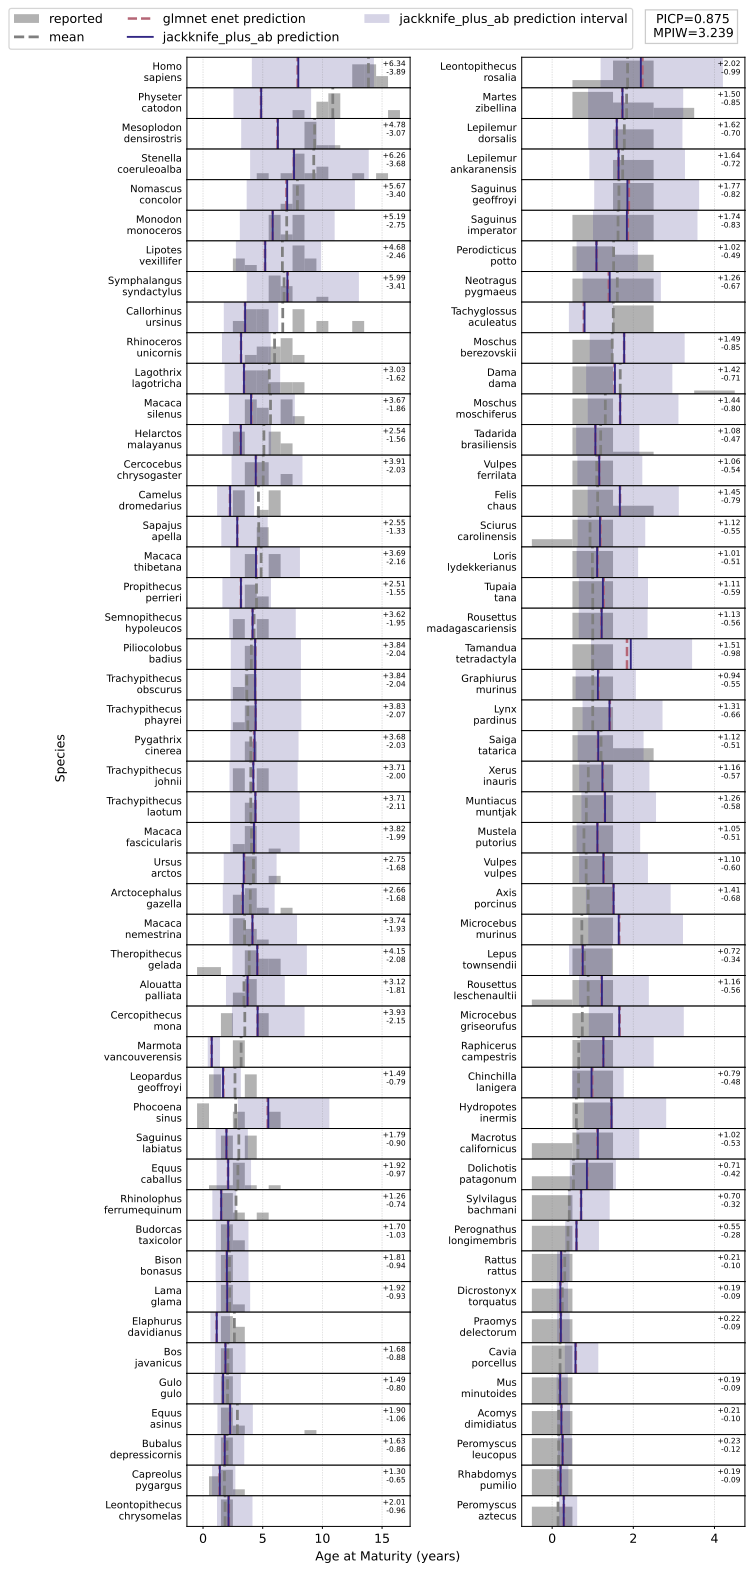 reported
mean
glmnet enet prediction
jackknife_plus_ab prediction
jackknife_plus_ab prediction interval
PICP=0.875
MPIW=3.239
Species
Homo
sapiens
+6.34
-3.89
Physeter
catodon
Mesoplodon
densirostris
+4.78
-3.07
Stenella
coeruleoalba
+6.26
-3.68
Nomascus
concolor
+5.67
-3.40
Monodon
monoceros
+5.19
-2.75
Lipotes
vexillifer
+4.68
-2.46
Symphalangus
syndactylus
+5.99
-3.41
Callorhinus
ursinus
Rhinoceros
unicornis
Lagothrix
lagotricha
+3.03
-1.62
Macaca
silenus
+3.67
-1.86
Helarctos
malayanus
+2.54
-1.56
Cercocebus
chrysogaster
+3.91
-2.03
Camelus
dromedarius
Sapajus
apella
+2.55
-1.33
Macaca
thibetana
+3.69
-2.16
Propithecus
perrieri
+2.51
-1.55
Semnopithecus
hypoleucos
+3.62
-1.95
Piliocolobus
badius
+3.84
-2.04
Trachypithecus
obscurus
+3.84
-2.04
Trachypithecus
phayrei
+3.83
-2.07
Pygathrix
cinerea
+3.68
-2.03
Trachypithecus
johnii
+3.71
-2.00
Trachypithecus
laotum
+3.71
-2.11
Macaca
fascicularis
+3.82
-1.99
Ursus
arctos
+2.75
-1.68
Arctocephalus
gazella
+2.66
-1.68
Macaca
nemestrina
+3.74
-1.93
Theropithecus
gelada
+4.15
-2.08
Alouatta
palliata
+3.12
-1.81
Cercopithecus
mona
+3.93
-2.15
Marmota
vancouverensis
Leopardus
geoffroyi
+1.49
-0.79
Phocoena
sinus
Saguinus
labiatus
+1.79
-0.90
Equus
caballus
+1.92
-0.97
Rhinolophus
ferrumequinum
+1.26
-0.74
Budorcas
taxicolor
+1.70
-1.03
Bison
bonasus
+1.81
-0.94
Lama
glama
+1.92
-0.93
Elaphurus
davidianus
Bos
javanicus
+1.68
-0.88
Gulo
gulo
+1.49
-0.80
Equus
asinus
+1.90
-1.06
Bubalus
depressicornis
+1.63
-0.86
Capreolus
pygargus
+1.30
-0.65
Leontopithecus
chrysomelas
+2.01
-0.96
0 5 10 15
Leontopithecus
rosalia
+2.02
-0.99
Martes
zibellina
+1.50
-0.85
Lepilemur
dorsalis
+1.62
-0.70
Lepilemur
ankaranensis
+1.64
-0.72
Saguinus
geoffroyi
+1.77
-0.82
Saguinus
imperator
+1.74
-0.83
Perodicticus
potto
+1.02
-0.49
Neotragus
pygmaeus
+1.26
-0.67
Tachyglossus
aculeatus
Moschus
berezovskii
+1.49
-0.85
Dama
dama
+1.42
-0.71
Moschus
moschiferus
+1.44
-0.80
Tadarida
brasiliensis
+1.08
-0.47
Vulpes
ferrilata
+1.06
-0.54
Felis
chaus
+1.45
-0.79
Sciurus
carolinensis
+1.12
-0.55
Loris
lydekkerianus
+1.01
-0.51
Tupaia
tana
+1.11
-0.59
Rousettus
madagascariensis
+1.13
-0.56
Tamandua
tetradactyla
+1.51
-0.98
Graphiurus
murinus
+0.94
-0.55
Lynx
pardinus
+1.31
-0.66
Saiga
tatarica
+1.12
-0.51
Xerus
inauris
+1.16
-0.57
Muntiacus
muntjak
+1.26
-0.58
Mustela
putorius
+1.05
-0.51
Vulpes
vulpes
+1.10
-0.60
Axis
porcinus
+1.41
-0.68
Microcebus
murinus
Lepus
townsendii
+0.72
-0.34
Rousettus
leschenaultii
+1.16
-0.56
Microcebus
griseorufus
Raphicerus
campestris
Chinchilla
lanigera
+0.79
-0.48
Hydropotes
inermis
Macrotus
californicus
+1.02
-0.53
Dolichotis
patagonum
+0.71
-0.42
Sylvilagus
bachmani
+0.70
-0.32
Perognathus
longimembris
+0.55
-0.28
Rattus
rattus
+0.21
-0.10
Dicrostonyx
torquatus
+0.19
-0.09
Praomys
delectorum
+0.22
-0.09
Cavia
porcellus
Mus
minutoides
+0.19
-0.09
Acomys
dimidiatus
+0.21
-0.10
Peromyscus
leucopus
+0.23
-0.12
Rhabdomys
pumilio
+0.19
-0.09
Peromyscus
aztecus
0 2 4
Age at Maturity (years)